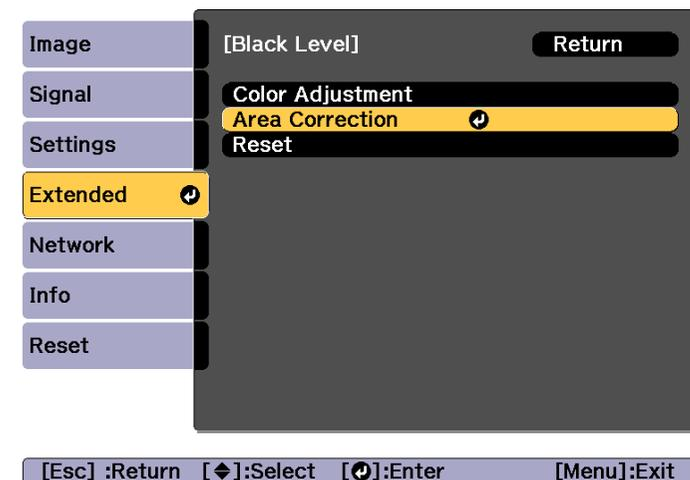 Image
Signal
Settings
Extended
Network
Info
Reset
[Black Level]
Return
Color Adjustment
Area Correction
Reset
[Esc] :Return [ ]:Select [ ]:Enter [Menu]:Exit